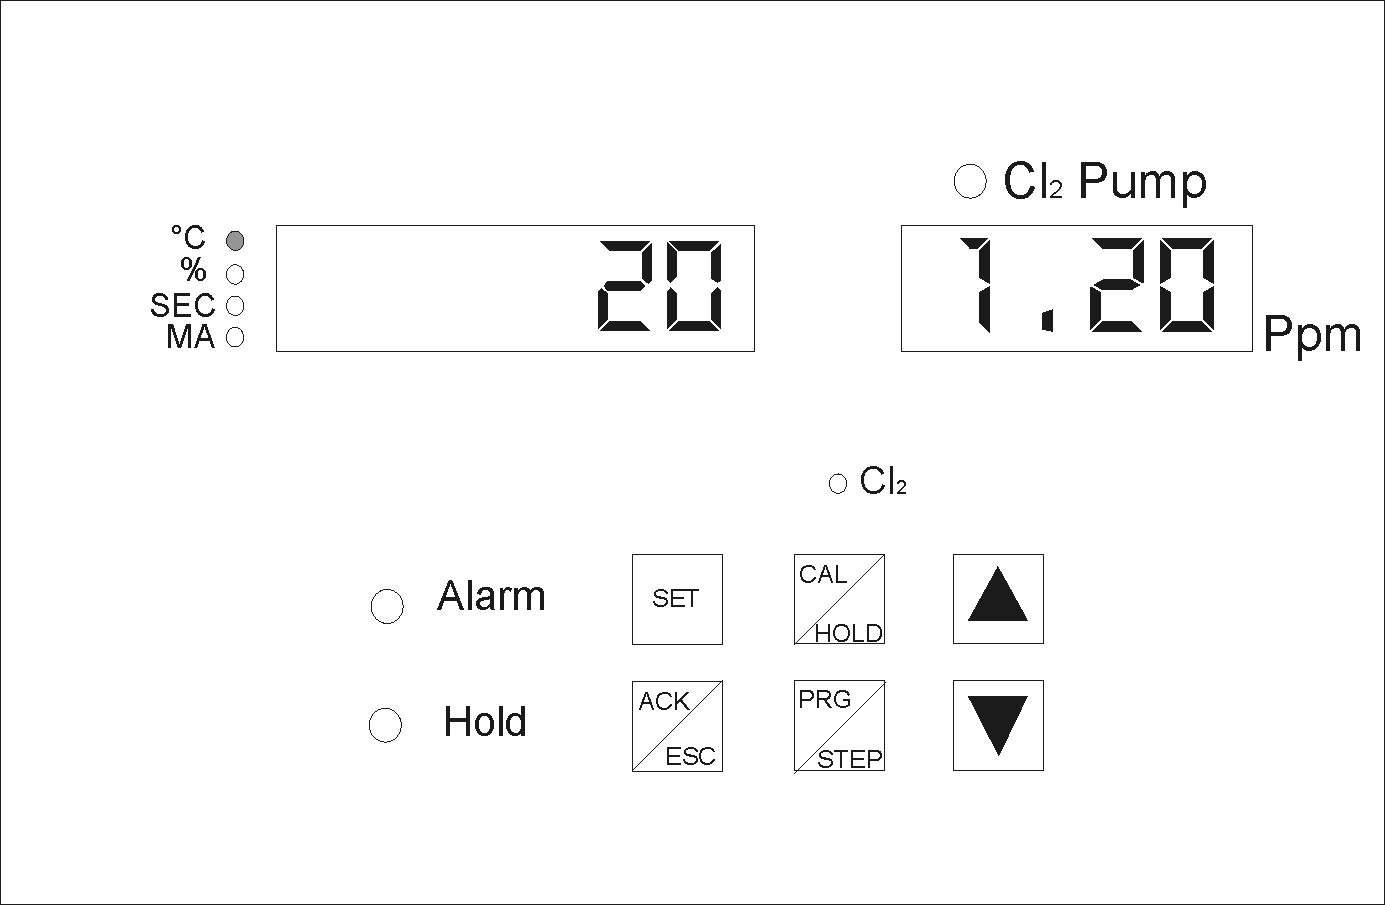 Cl₂ Pump
°C
%
SEC
MA
20
1.20
Ppm
Cl₂
Alarm
SET
CAL
HOLD
Hold
ACK
ESC
PRG
STEP